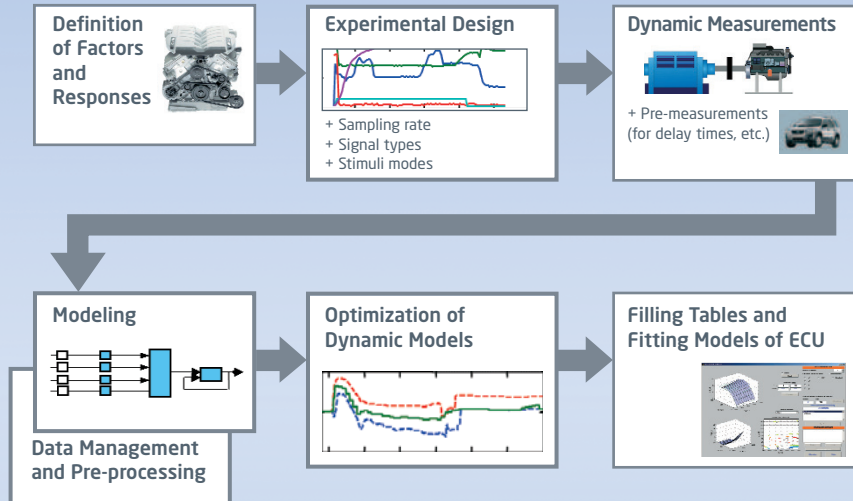 Definition
of Factors
and
Responses
Experimental Design
+ Sampling rate
+ Signal types
+ Stimuli modes
Dynamic Measurements
+ Pre-measurements
(for delay times, etc.)
Modeling
Data Management
and Pre-processing
Optimization of
Dynamic Models
Filling Tables and
Fitting Models of ECU